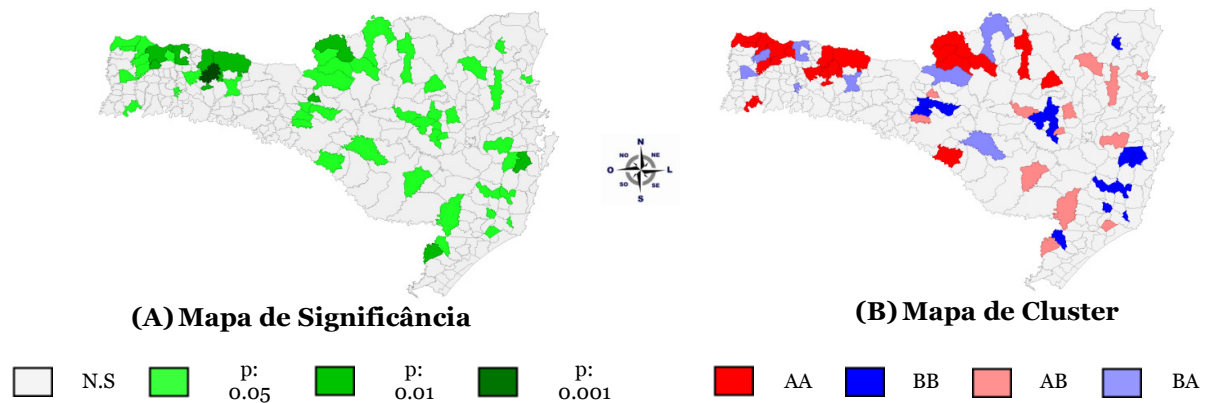 N
NO NE
O L
SO SE
S
(A) Mapa de Significância
(B) Mapa de Cluster
N.S
p: 0.05
p: 0.01
p: 0.001
AA
BB
AB
BA